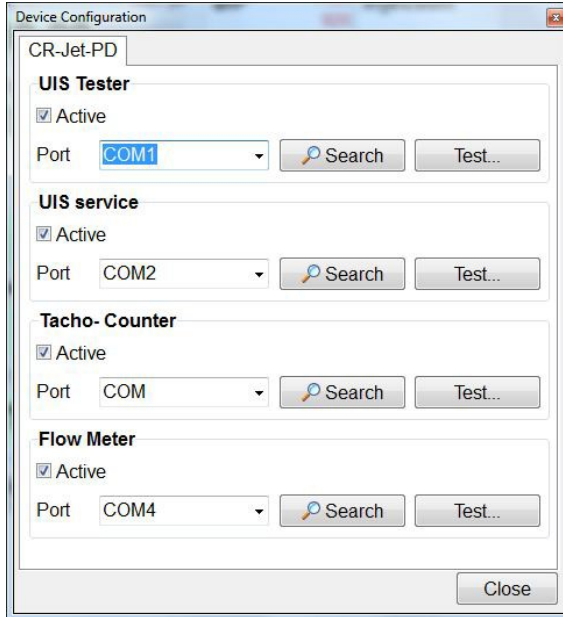 Device Configuration
CR-Jet-PD
UIS Tester
Active
Port COM1 Search Test...
UIS service
Active
Port COM2 Search Test...
Tacho- Counter
Active
Port COM Search Test...
Flow Meter
Active
Port COM4 Search Test...
Close